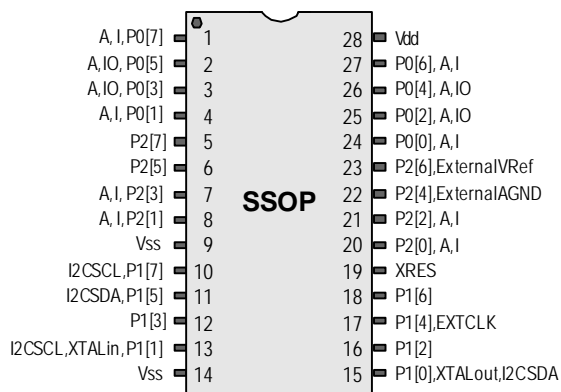 A, I, P0[7] 1 28 Vdd
A, IO, P0[5] 2 27 P0[6], A, I
A, IO, P0[3] 3 26 P0[4], A, IO
A, I, P0[1] 4 25 P0[2], A, IO
P2[7] 5 24 P0[0], A, I
P2[5] 6 23 P2[6], ExternalVRef
A, I, P2[3] 7 22 P2[4], ExternalAGND
SSOP
A, I, P2[1] 8 21 P2[2], A, I
Vss 9 20 P2[0], A, I
I2CSCL, P1[7] 10 19 XRES
I2CSDA, P1[5] 11 18 P1[6]
P1[3] 12 17 P1[4], EXTCLK
I2CSCL, XTALin, P1[1] 13 16 P1[2]
Vss 14 15 P1[0], XTALout, I2CSDA